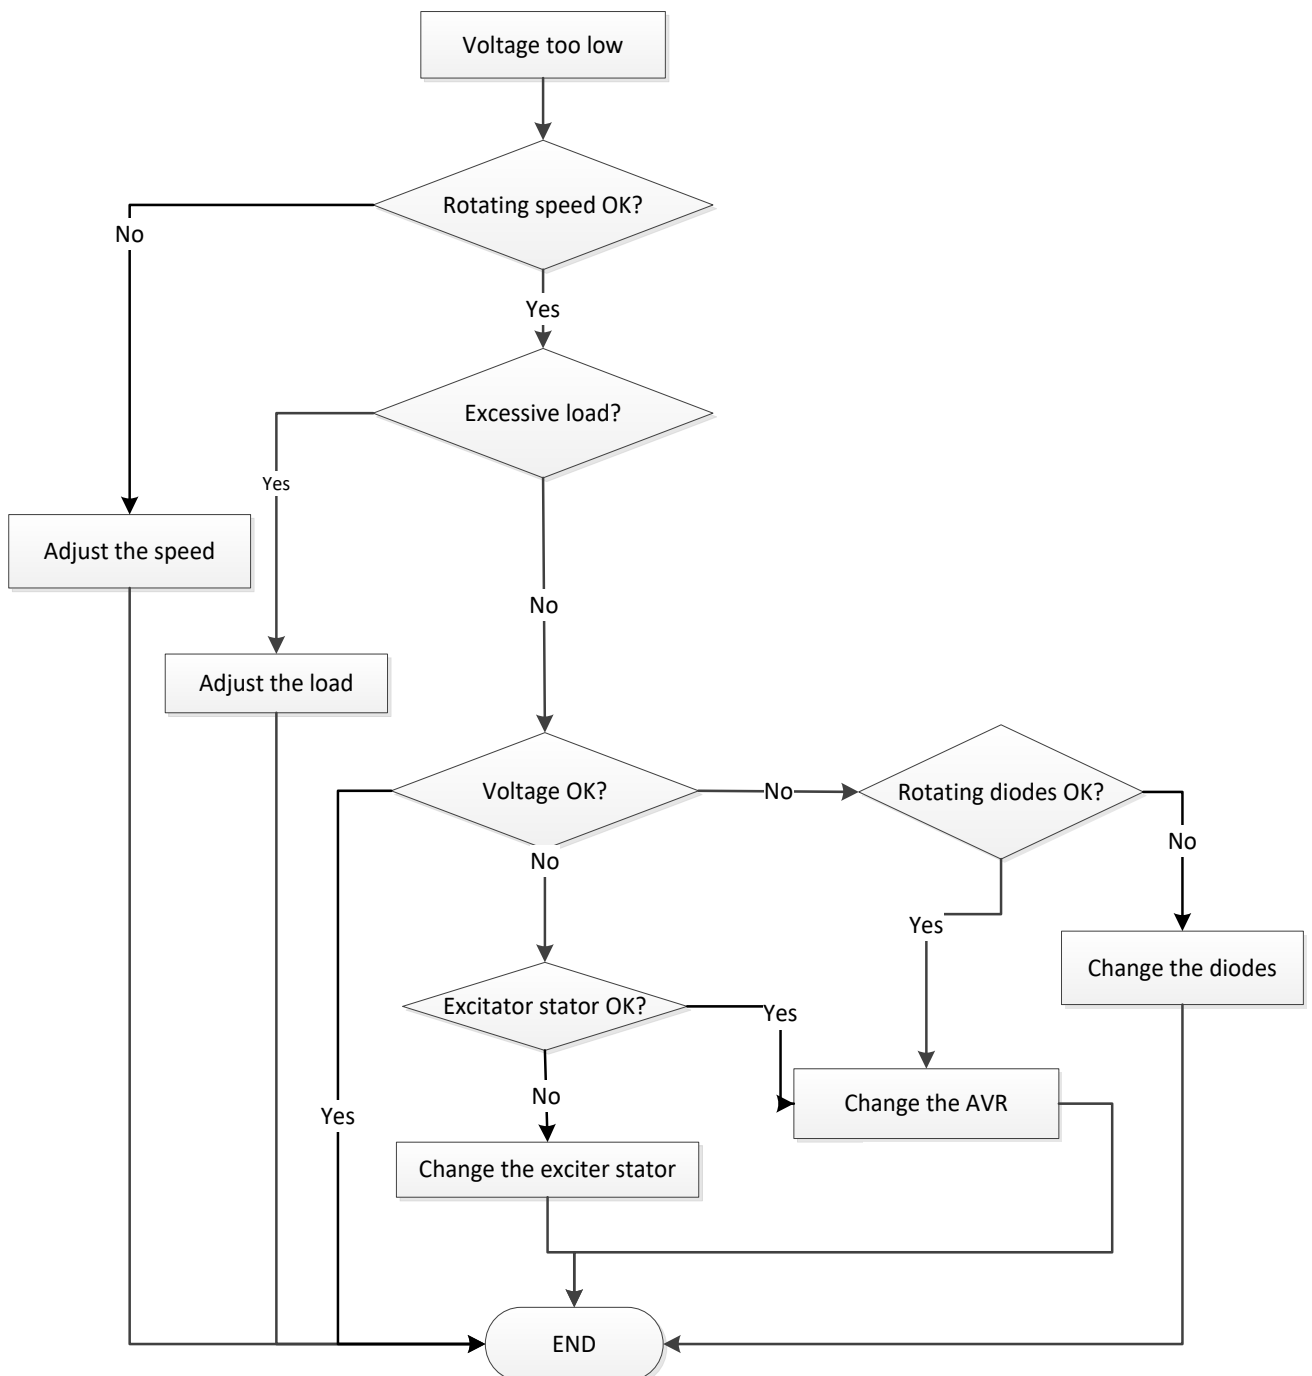 Voltage too low
Rotating speed OK?
No
Yes
Excessive load?
Yes
Adjust the speed
No
Adjust the load
Voltage OK?
No
Rotating diodes OK?
No
No
Yes
Change the diodes
Excitator stator OK?
Yes
No
Change the AVR
Yes
Change the exciter stator
END